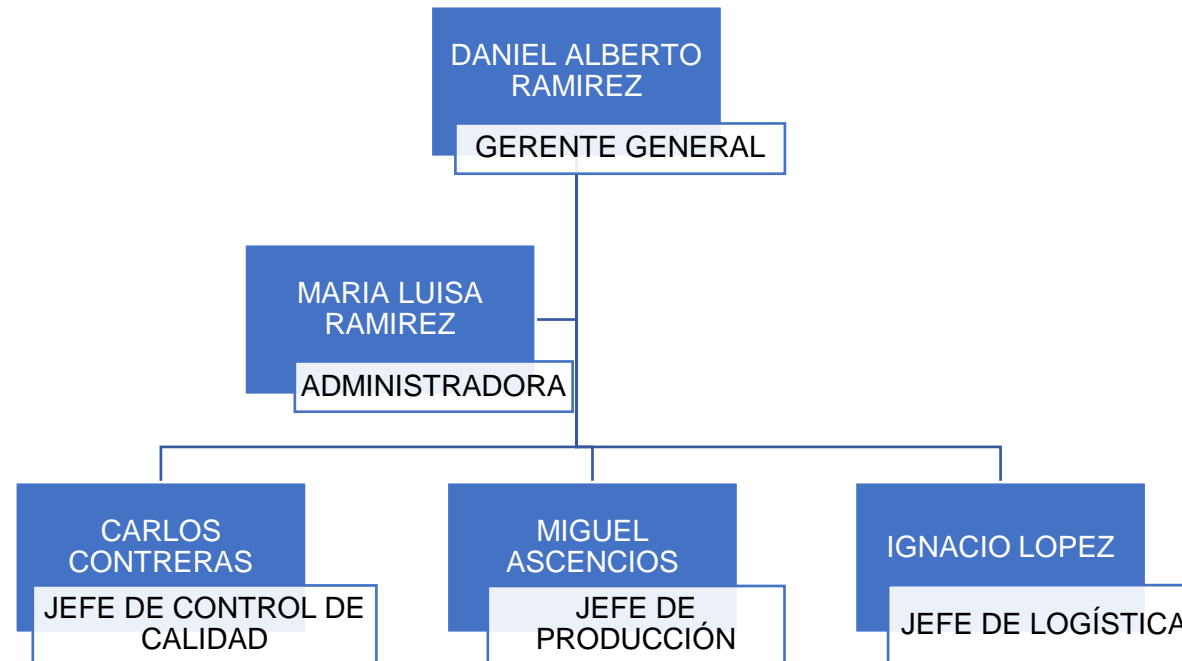 DANIEL ALBERTO
RAMIREZ
GERENTE GENERAL
MARIA LUISA
RAMIREZ
ADMINISTRADORA
CARLOS
CONTRERAS
JEFE DE CONTROL DE
CALIDAD
MIGUEL
ASCENCIOS
JEFE DE
PRODUCCIÓN
IGNACIO LOPEZ
JEFE DE LOGÍSTICA